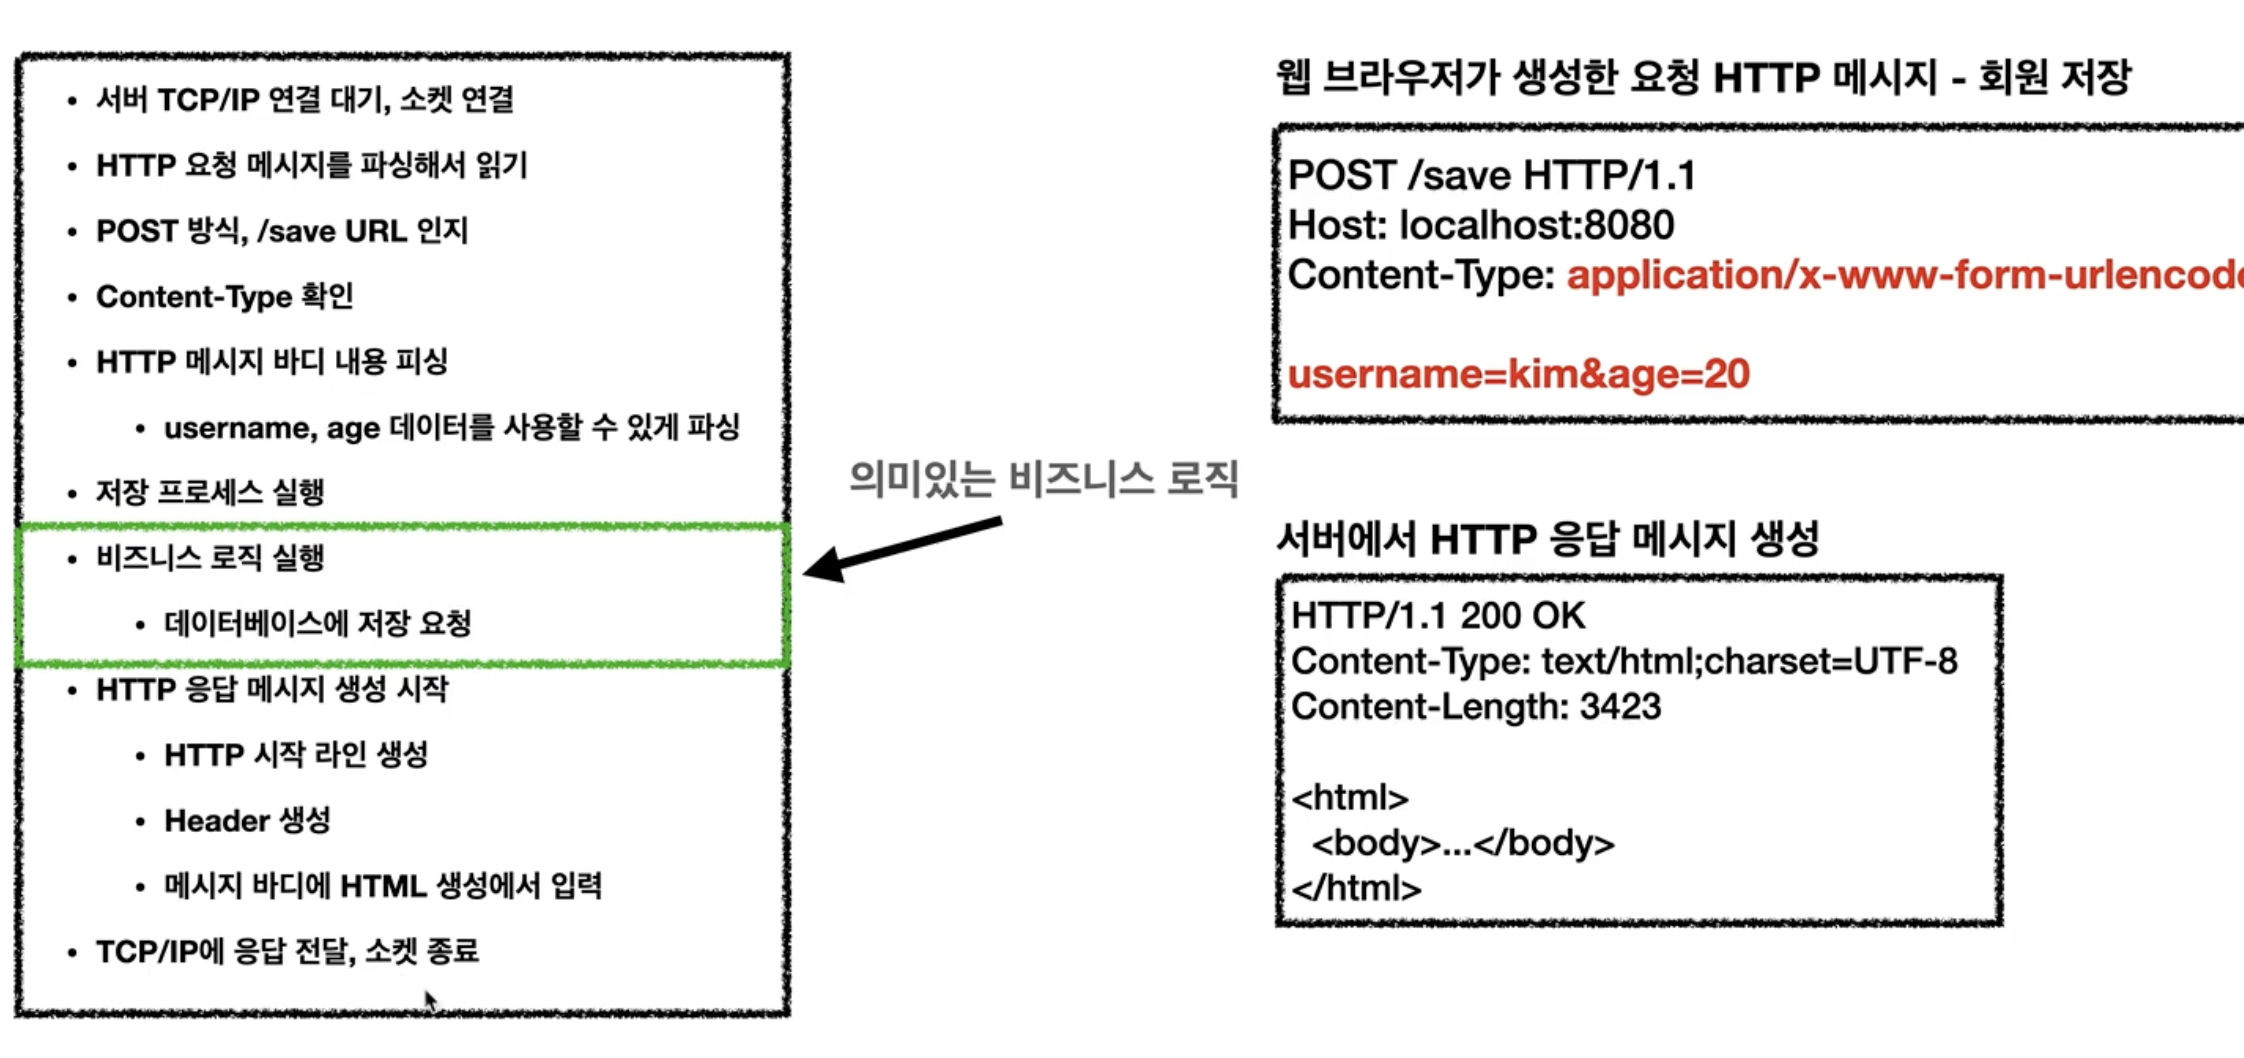 • 서버 TCP/IP 연결 대기, 소켓 연결
• HTTP 요청 메시지를 파싱해서 읽기
• POST 방식, /save URL 인지
• Content-Type 확인
• HTTP 메시지 바디 내용 피싱
• username, age 데이터를 사용할 수 있게 파싱
• 저장 프로세스 실행
• 비즈니스 로직 실행
• 데이터베이스에 저장 요청
• HTTP 응답 메시지 생성 시작
• HTTP 시작 라인 생성
• Header 생성
• 메시지 바디에 HTML 생성에서 입력
• TCP/IP에 응답 전달, 소켓 종료
의미있는 비즈니스 로직
웹 브라우저가 생성한 요청 HTTP 메시지 - 회원 저장
POST /save HTTP/1.1
Host: localhost:8080
Content-Type: application/x-www-form-urlencode
username=kim&age=20
서버에서 HTTP 응답 메시지 생성
HTTP/1.1 200 OK
Content-Type: text/html;charset=UTF-8
Content-Length: 3423
<html>
<body>...</body>
</html>